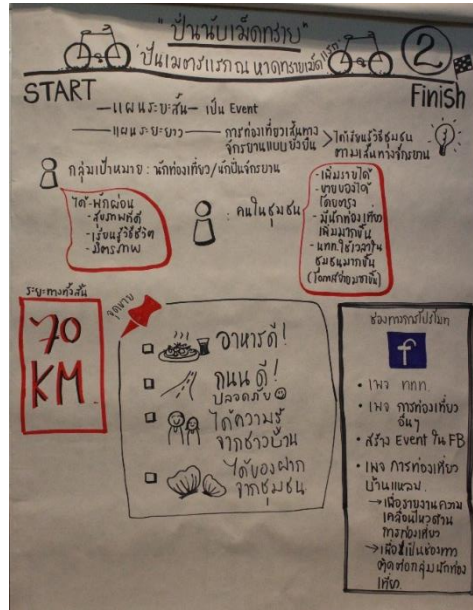 "ปั่นนับเม็ดทราย"
"ปั่นเมตรแรก ณ หาดทรายเม็ดแรก"
2
START
Finish
—แผนระยะสั้น— เป็น Event
—แผนระยะยาว— การท่องเที่ยวเส้นทางจักรยานแบบยั่งยืน
> ได้เรียนรู้วิถีชุมชนตามเส้นทางจักรยาน
กลุ่มเป้าหมาย : นักท่องเที่ยว/นักปั่นจักรยาน
ได้ -พักผ่อน
- สุขภาพที่ดี
- เรียนรู้วิถีชีวิต
- มิตรภาพ
: คนในชุมชน
- เพิ่มรายได้
- ขายของได้
โดยตรง
- มีนักท่องเที่ยว
เพิ่มมากขึ้น
- นทท.ใช้เวลาใน
ชุมชนมากขึ้น
ระยะทางทั้งสิ้น
70
KM.
จุดขาย
อาหารดี!
ถนนดี!
ปลอดภัย
ได้ความรู้
จากชาวบ้าน
ได้ของฝาก
จากชุมชน
ช่องทางการโปรโมท
f
• เพจ ททท.
• เพจ การท่องเที่ยว
อื่นๆ
• สร้าง Event ใน FB
• เพจ การท่องเที่ยว
บ้านแหลม.
→ เพื่อรายงานความ
เคลื่อนไหวด้าน
การท่องเที่ยว
→ เพื่อเป็นช่องทาง
ติดต่อกลุ่มนักท่อง
เที่ยว.